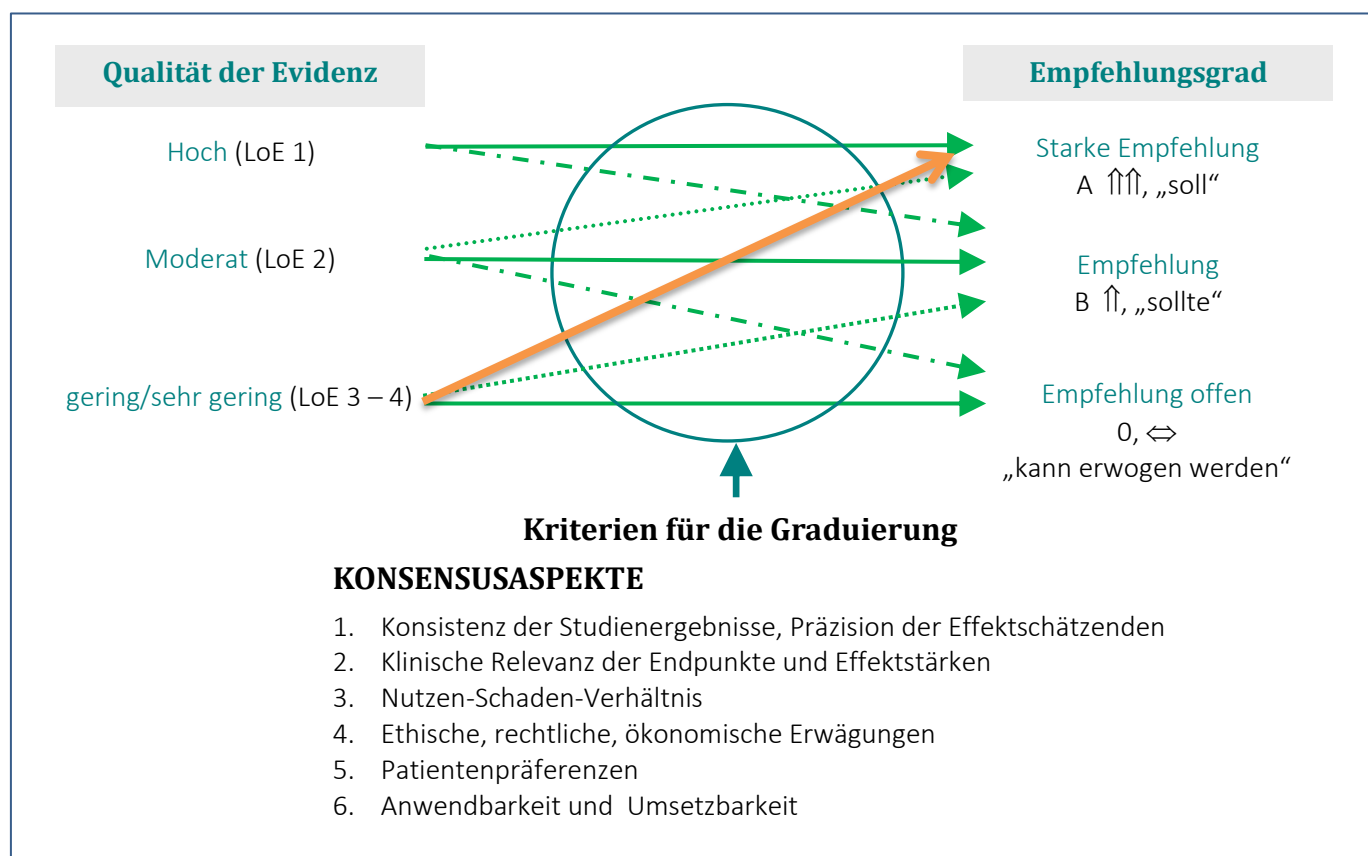 Qualität der Evidenz
Empfehlungsgrad
Hoch (LoE 1)
Starke Empfehlung
A ⇑⇑, „soll“
Moderat (LoE 2)
Empfehlung
B ⇑, „sollte“
gering/sehr gering (LoE 3 – 4)
Empfehlung offen
0, ⇔
„kann erwogen werden“
Kriterien für die Graduierung
KONSENSUSASPEKTE
1. Konsistenz der Studienergebnisse, Präzision der Effektschätzenden
2. Klinische Relevanz der Endpunkte und Effektstärken
3. Nutzen-Schaden-Verhältnis
4. Ethische, rechtliche, ökonomische Erwägungen
5. Patientenpräferenzen
6. Anwendbarkeit und Umsetzbarkeit